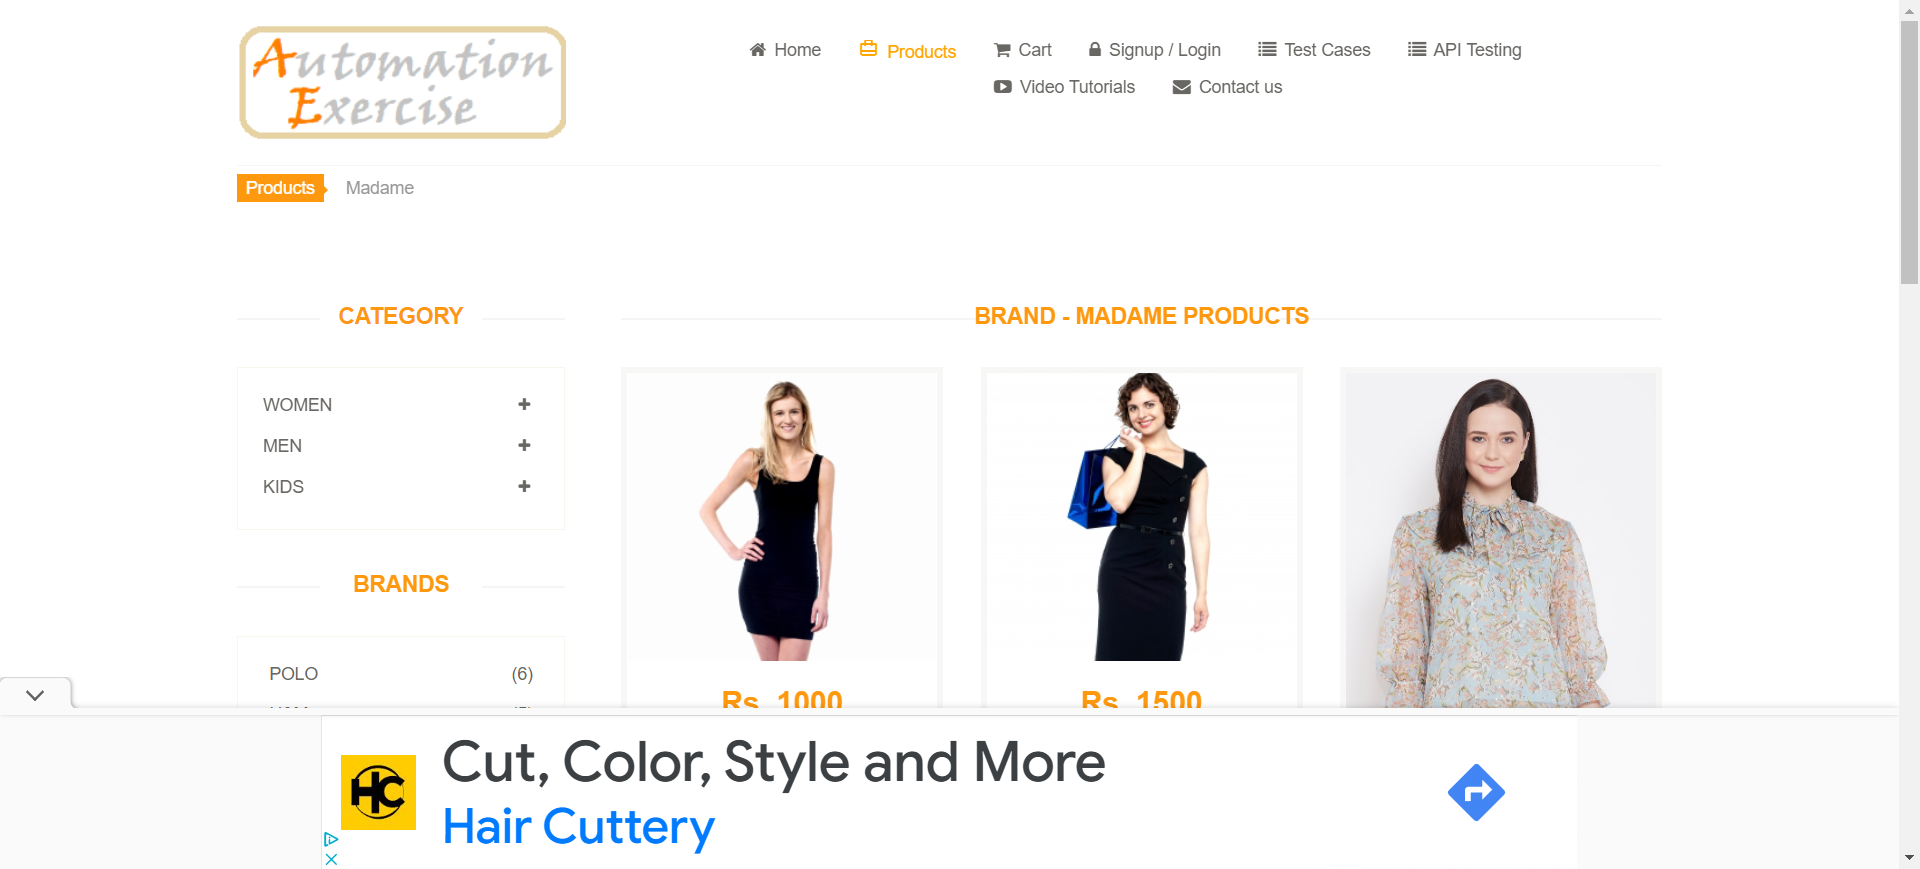 Automation
Exercise
Home Products Cart Signup / Login Test Cases API Testing
Video Tutorials Contact us
Products Madame
CATEGORY
WOMEN
MEN
KIDS
BRANDS
POLO (6)
BRAND - MADAME PRODUCTS
Rs. 1000
Rs. 1500
HC
Cut, Color, Style and More
Hair Cuttery